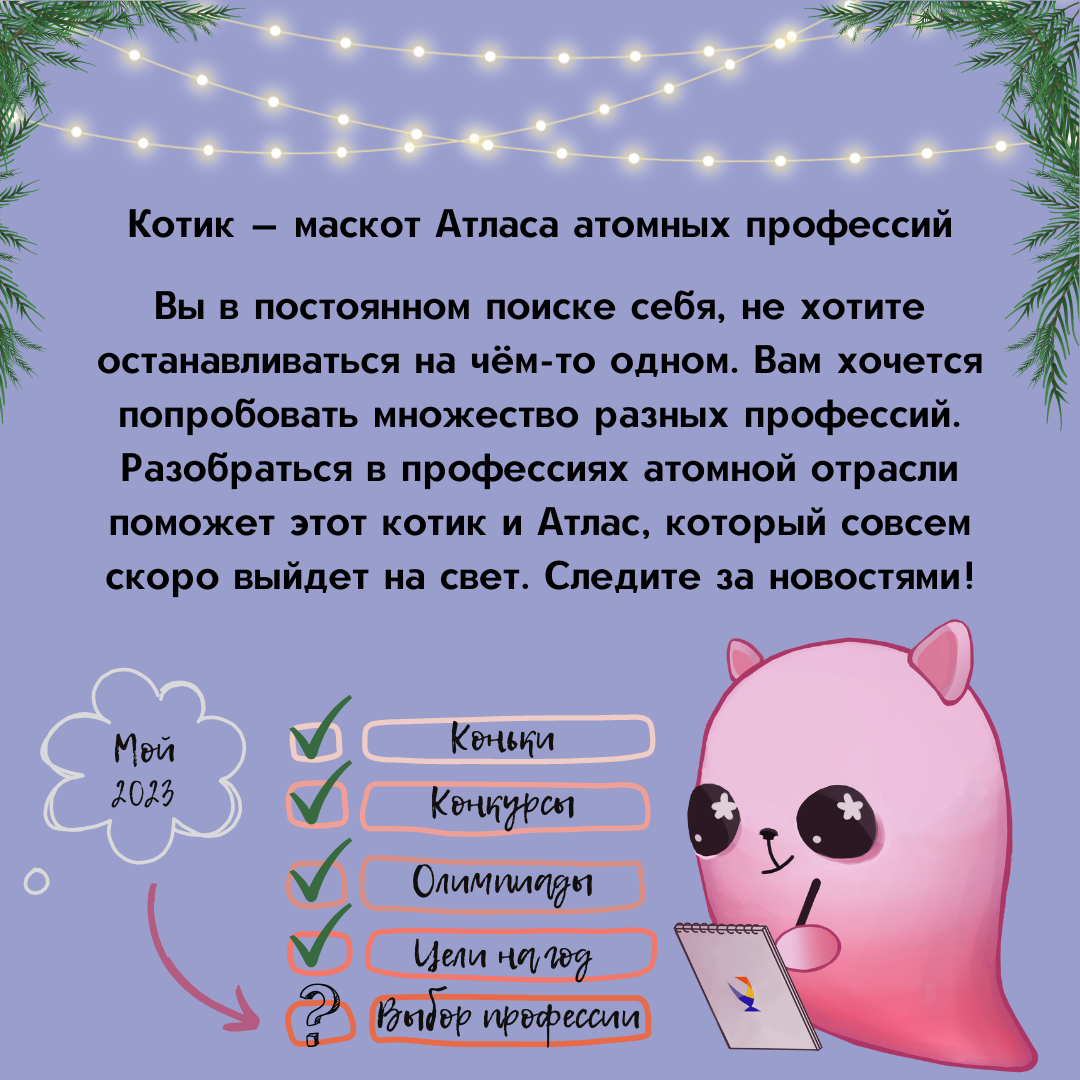 Котик – маскот Атласа атомных профессий
Вы в постоянном поиске себя, не хотите
останавливаться на чём-то одном. Вам хочется
попробовать множество разных профессий.
Разобраться в профессиях атомной отрасли
поможет этот котик и Атлас, который совсем
скоро выйдет на свет. Следите за новостями!
Мой
2023
Коньки
Конкурсы
Олимпиады
Цели на год
? Выбор профессии